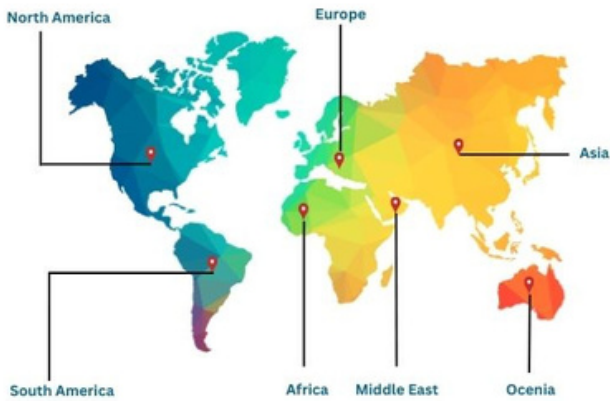 North America
Europe
Asia
South America
Africa
Middle East
Ocenia